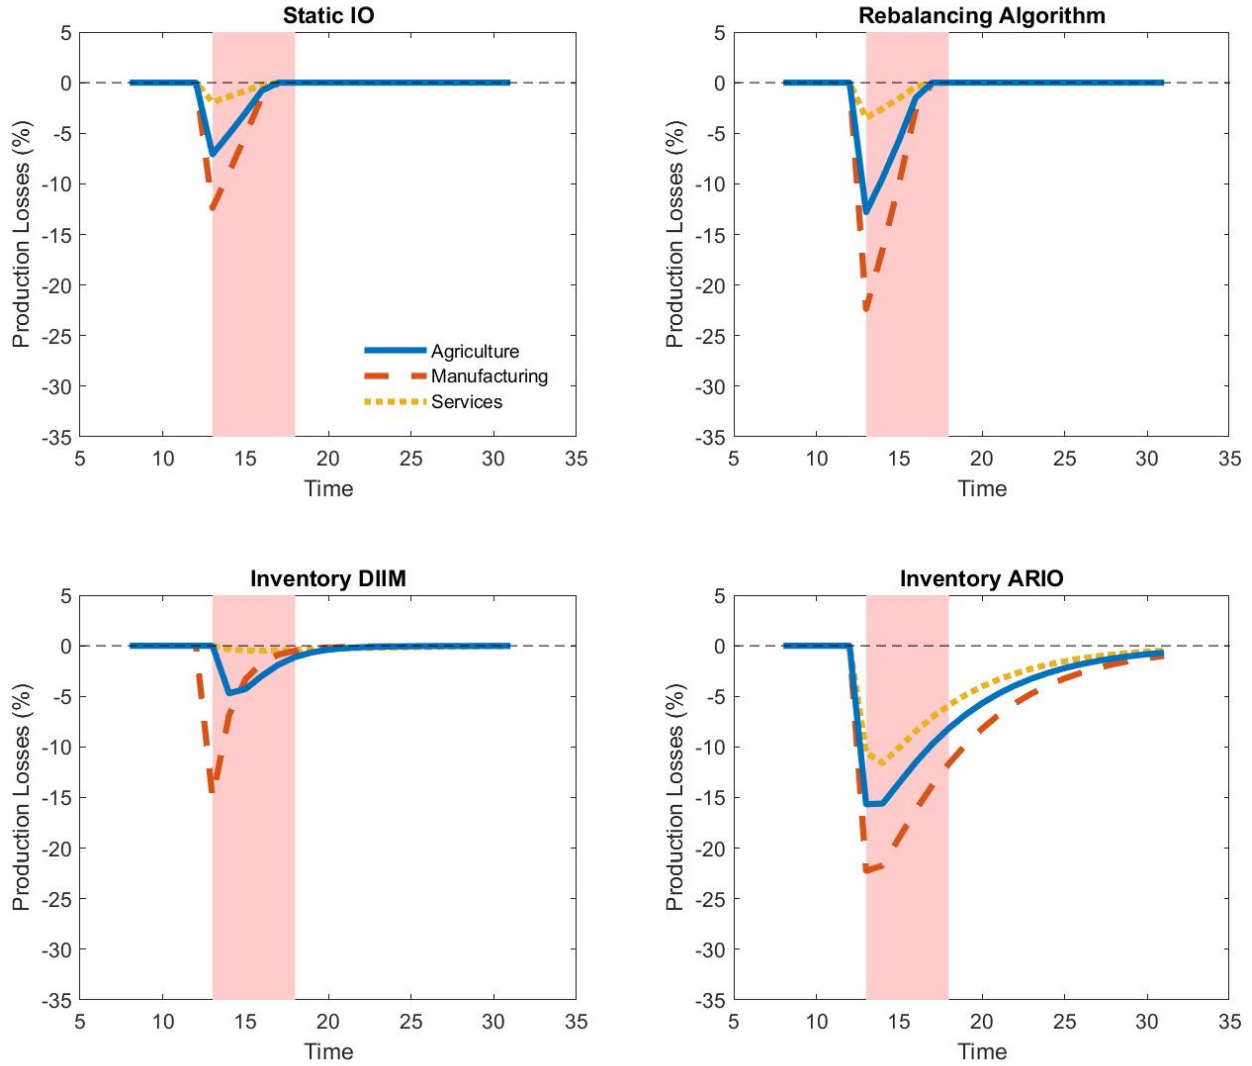 Static IO
5
0
-5
-10
-15
-20
-25
-30
-35
Production Losses (%)
Agriculture
Manufacturing
Services
5 10 15 20 25 30 35
Time
Rebalancing Algorithm
5
0
-5
-10
-15
-20
-25
-30
-35
Production Losses (%)
5 10 15 20 25 30 35
Time
Inventory DIIM
5
0
-5
-10
-15
-20
-25
-30
-35
Production Losses (%)
5 10 15 20 25 30 35
Time
Inventory ARIO
5
0
-5
-10
-15
-20
-25
-30
-35
Production Losses (%)
5 10 15 20 25 30 35
Time